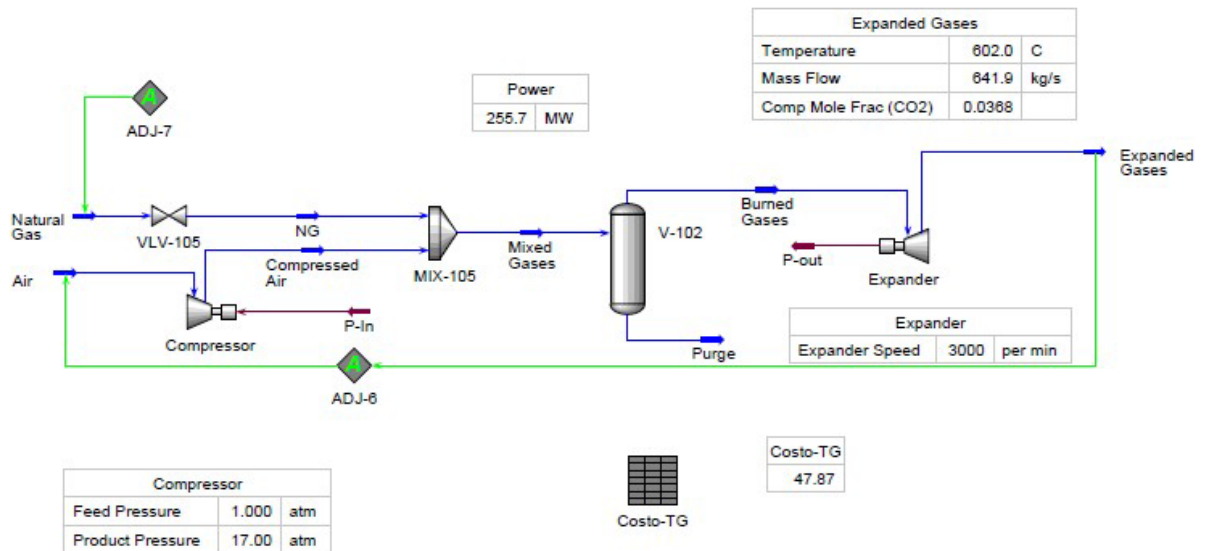 Expanded Gases
Temperature 602.0 C
Mass Flow 641.9 kg/s
Comp Mole Frac (CO2) 0.0368
Power
255.7 MW
A
ADJ-7
Natural
Gas
VLV-105
NG
Air
Compressed
Air
MIX-105
Mixed
Gases
V-102
Burned
Gases
Expanded
Gases
P-out
Expander
P-In
Compressor
Purge
Expander
Expander Speed 3000 per min
A
ADJ-6
Compressor
Feed Pressure 1.000 atm
Product Pressure 17.00 atm
Costo-TG
Costo-TG
47.87